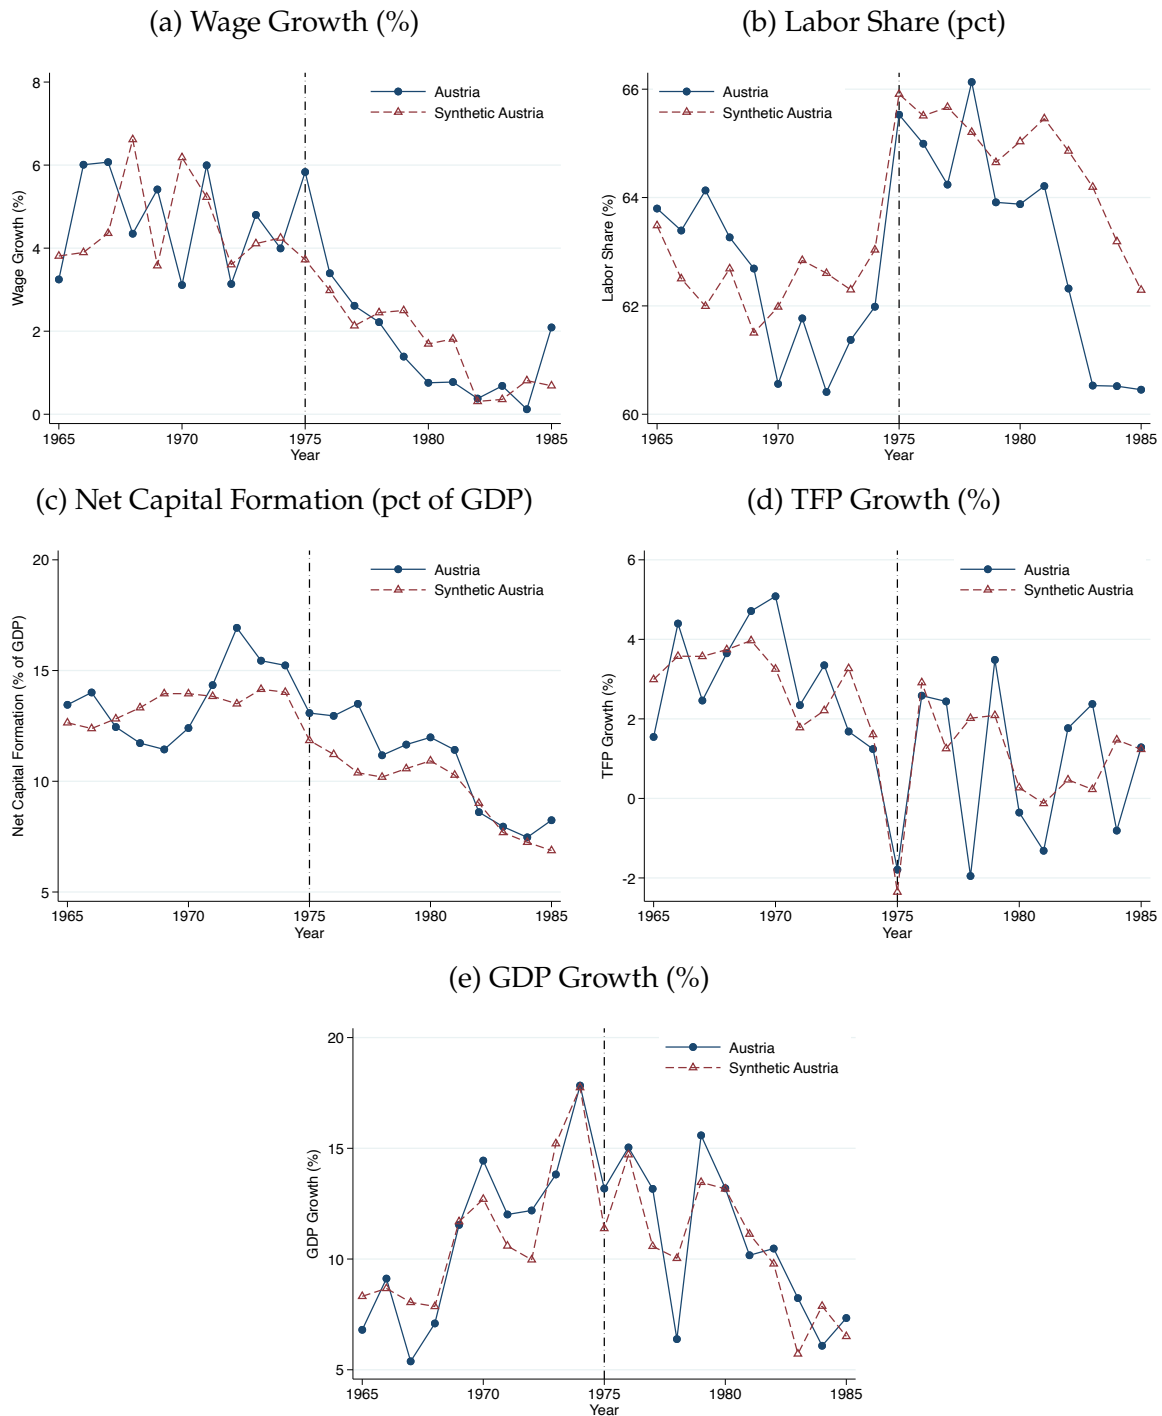 (a) Wage Growth (%)
Austria
Synthetic Austria
Wage Growth (%)
8
6
4
2
0
1965 1970 1975 1980 1985
Year
(b) Labor Share (pct)
Austria
Synthetic Austria
Labor Share (%)
66
64
62
60
1965 1970 1975 1980 1985
Year
(c) Net Capital Formation (pct of GDP)
Austria
Synthetic Austria
Net Capital Formation (% of GDP)
20
15
10
5
1965 1970 1975 1980 1985
Year
(d) TFP Growth (%)
Austria
Synthetic Austria
TFP Growth (%)
6
4
2
0
-2
1965 1970 1975 1980 1985
Year
(e) GDP Growth (%)
Austria
Synthetic Austria
GDP Growth (%)
20
15
10
5
1965 1970 1975 1980 1985
Year